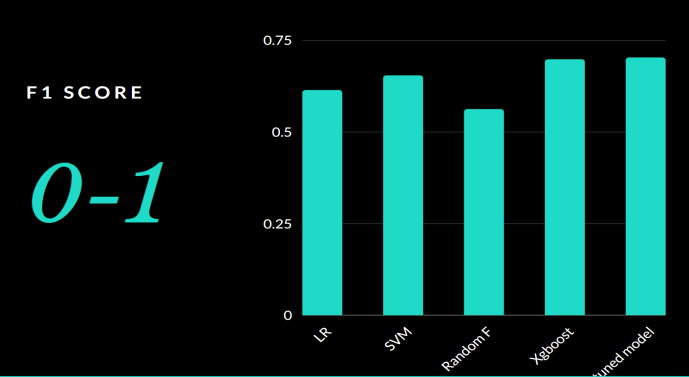 F1 SCORE
0-1
0.75
0.5
0.25
0
LR
SVM
Random F
Xgboost
tuned model